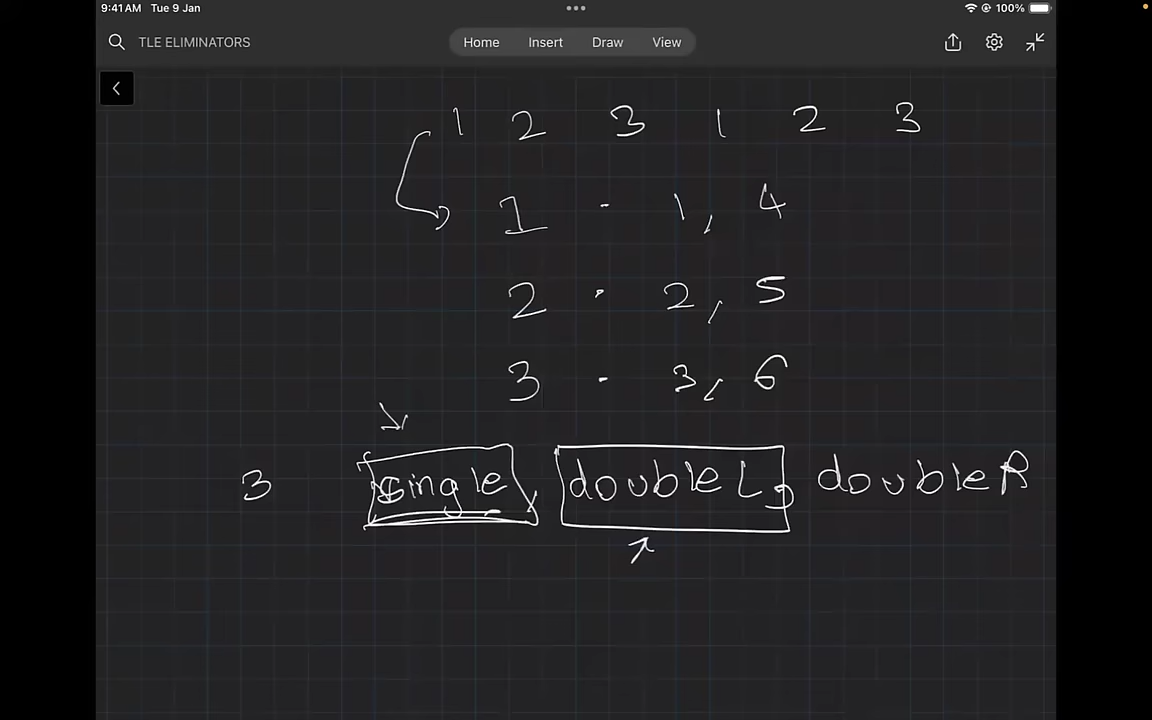 9:41 AM Tue 9 Jan 100%
TLE ELIMINATORS Home Insert Draw View
1 2 3 1 2 3
1 - 1, 4
2 · 2, 5
3 - 3, 6
3 single, doubleL, doubleR